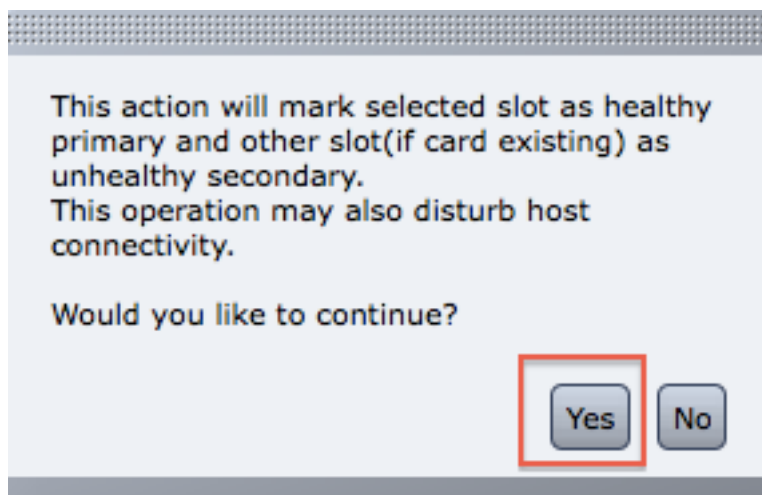 This action will mark selected slot as healthy
primary and other slot(if card existing) as
unhealthy secondary.
This operation may also disturb host
connectivity.
Would you like to continue?
Yes No